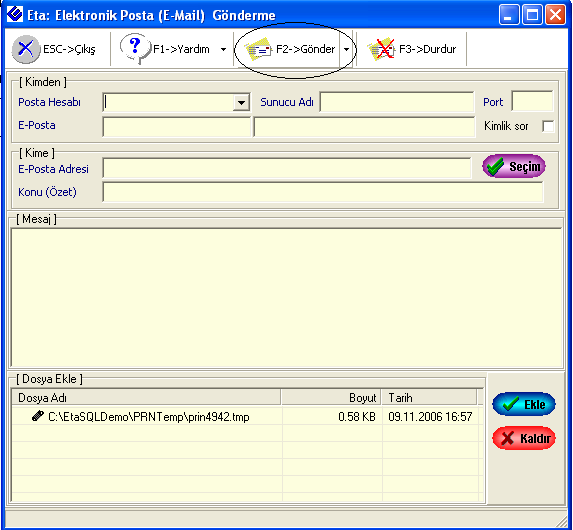 Eta: Elektronik Posta (E-Mail) Gönderme
ESC->Çıkış F1->Yardım F2->Gönder F3->Durdur
[ Kimden ]
Posta Hesabı Sunucu Adı Port
E-Posta Kimlik sor
[ Kime ]
E-Posta Adresi Seçim
Konu (Özet)
[ Mesaj ]
[ Dosya Ekle ]
Dosya Adı Boyut Tarih
C:\EtaSQLDemo\PRNTemp\prin4942.tmp 0.58 KB 09.11.2006 16:57
Ekle
Kaldır